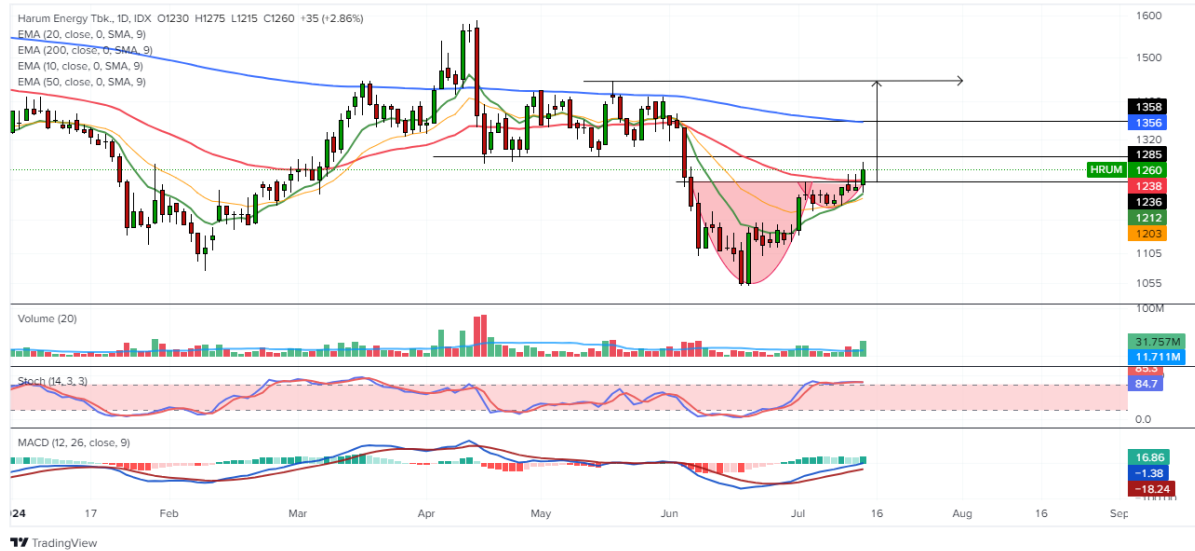 Harum Energy Tbk., 1D, IDX O1230 H1275 L1215 C1260 +35 (+2.86%)
EMA (20, close, 0, SMA, 9)
EMA (200, close, 0, SMA, 9)
EMA (10, close, 0, SMA, 9)
EMA (50, close, 0, SMA, 9)
1600
1500
1358
1356
1320
1285
HRUM 1260
1238
1236
1212
1203
1105
1055
Volume (20)
100M
31.757M
11.711M
Stoch (14, 3, 3)
85.3
84.7
0.0
MACD (12, 26, close, 9)
16.86
−1.38
−18.24
24 17 Feb Mar Apr May Jun Jul 16 Aug 16 Sep
TradingView